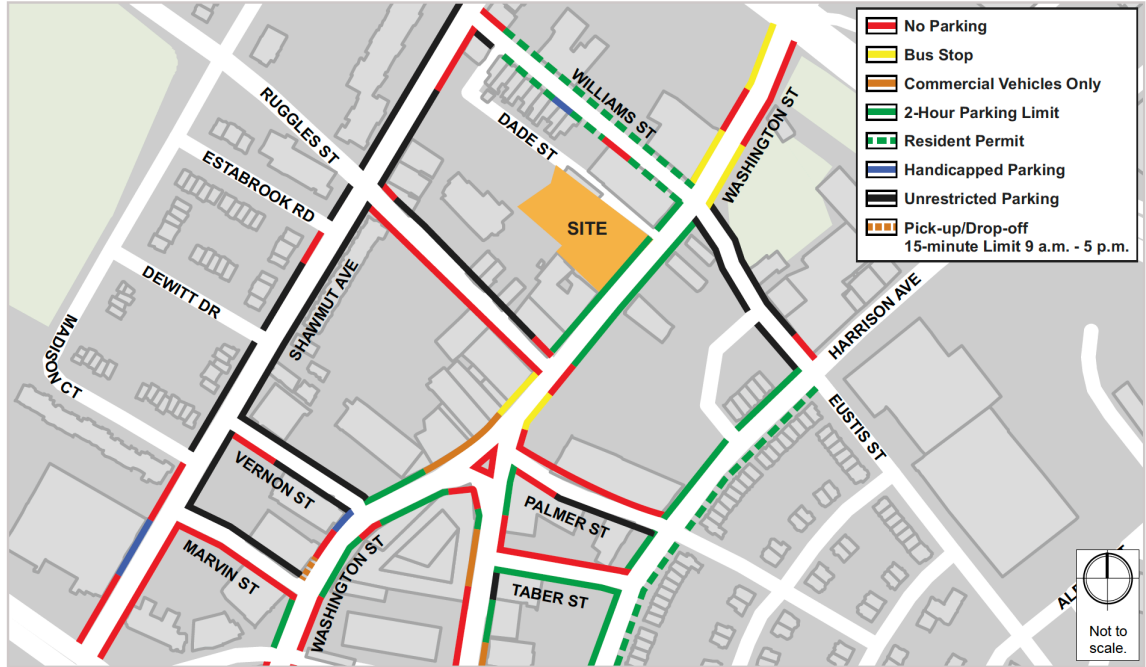 No Parking
Bus Stop
Commercial Vehicles Only
2-Hour Parking Limit
Resident Permit
Handicapped Parking
Unrestricted Parking
Pick-up/Drop-off
15-minute Limit 9 a.m. - 5 p.m.
WILLIAMS ST
RUGGLES ST
WASHINGTON ST
DADE ST
ESTABROOK RD
SITE
DEWITT DR
SHAWMUT AVE
HARRISON AVE
MADISON CT
EUSTIS ST
VERNON ST
PALMER ST
MARVIN ST
WASHINGTON ST
TABER ST
Not to
scale.